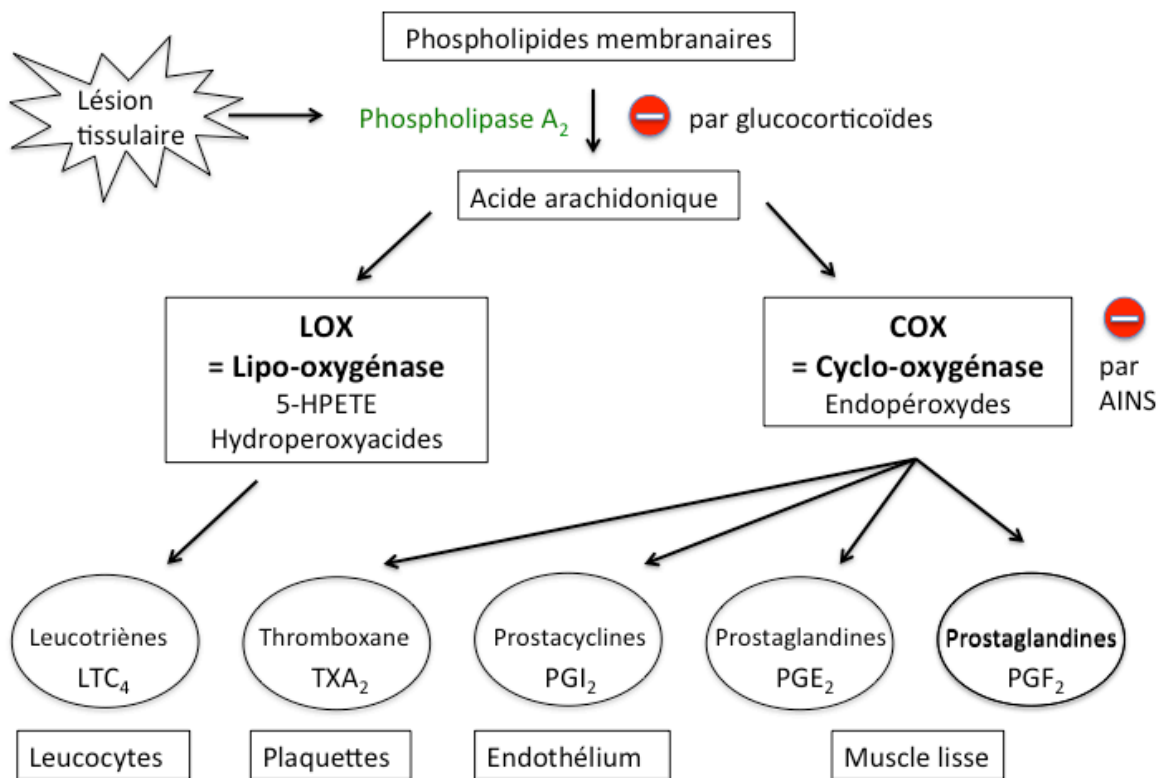 Phospholipides membranaires
Lésion
tissulaire
Phospholipase A₂
par glucocorticoïdes
Acide arachidonique
LOX
= Lipo-oxygénase
5-HPETE
Hydroperoxyacides
COX
= Cyclo-oxygénase
Endopéroxydes
par
AINS
Leucotriènes
LTC₄
Thromboxane
TXA₂
Prostacyclines
PGI₂
Prostaglandines
PGE₂
Prostaglandines
PGF₂
Leucocytes
Plaquettes
Endothélium
Muscle lisse